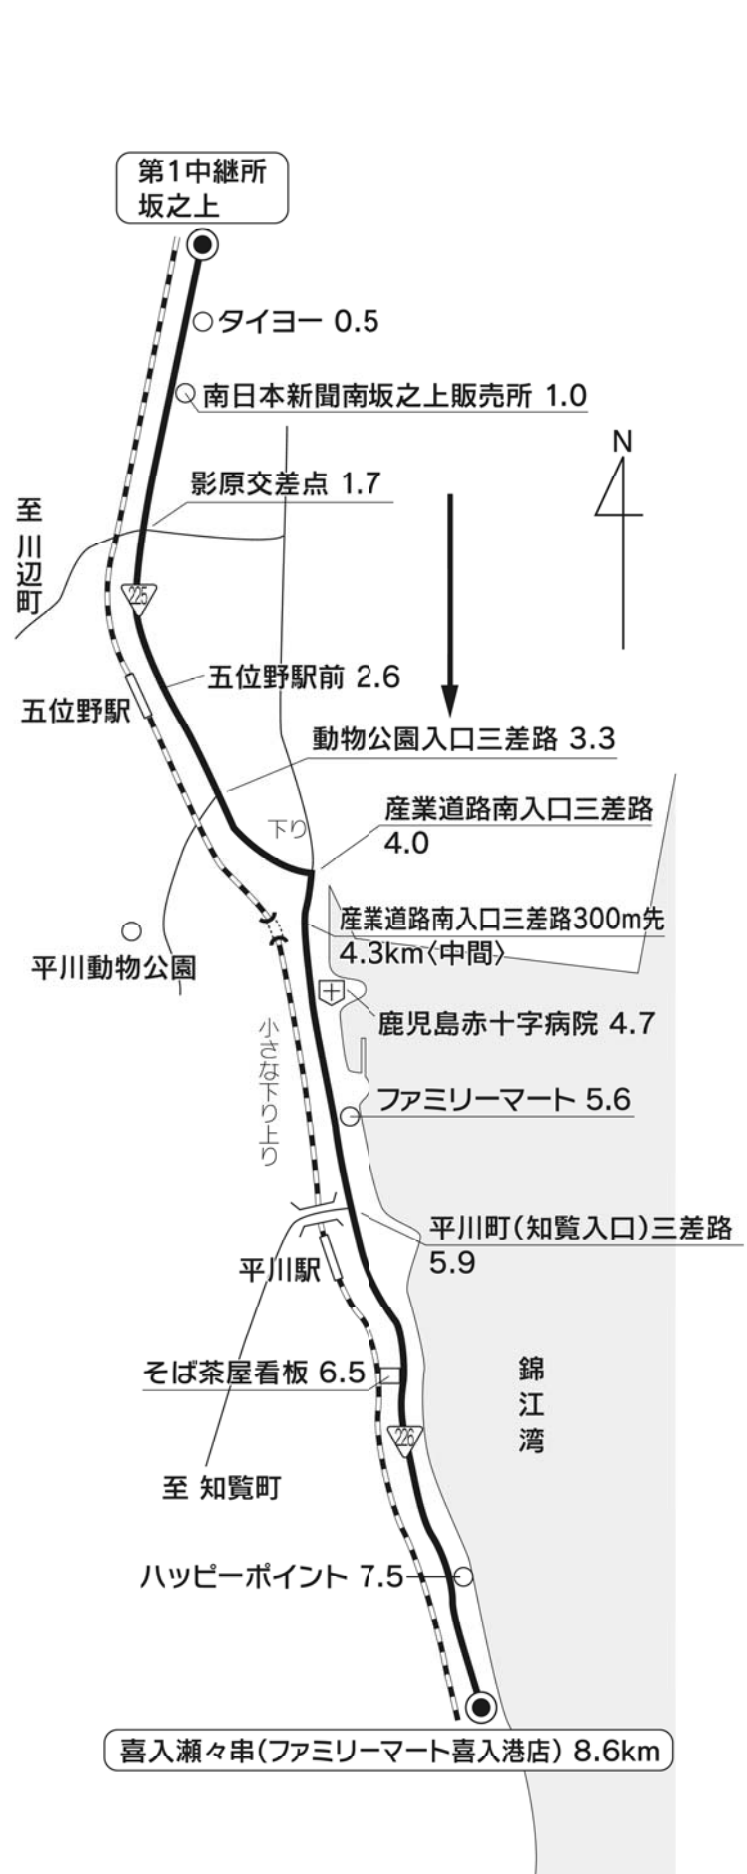 第1中継所
坂之上
タイヨー 0.5
南日本新聞南坂之上販売所 1.0
N
影原交差点 1.7
至 川辺町
225
五位野駅前 2.6
五位野駅
動物公園入口三差路 3.3
産業道路南入口三差路
4.0
下り
産業道路南入口三差路300m先
4.3km〈中間〉
平川動物公園
鹿児島赤十字病院 4.7
小さな下り上り
ファミリーマート 5.6
平川町(知覧入口)三差路
5.9
平川駅
そば茶屋看板 6.5
錦江湾
226
至 知覧町
ハッピーポイント 7.5
喜入瀬々串(ファミリーマート喜入港店) 8.6km